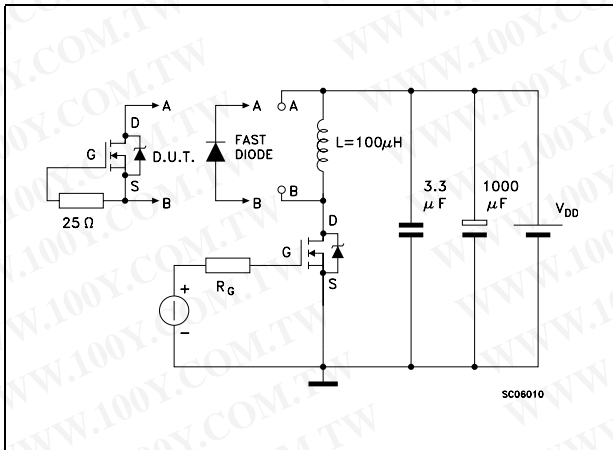 A
A
A
D
G
D.U.T.
S
B
25 Ω
FAST
DIODE
B
B
L=100μH
3.3
μF
1000
μF
VDD
D
G
S
RG
+
–
SC06010
WWW.100Y.COM.TW